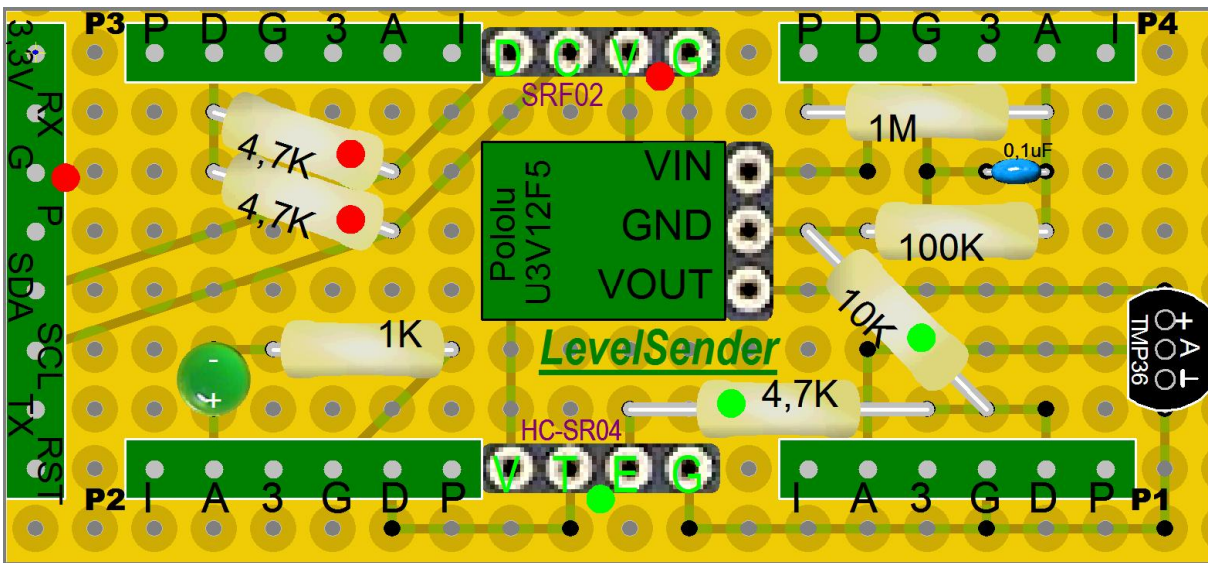 P3 P D G 3 A I
D C V G
P D G 3 A I P4
SRF02
3,3V
RX
G
P
SDA
SCL
TX
RST
4,7K
4,7K
1K
-
+
Pololu
U3V12F5
VIN
GND
VOUT
LevelSender
1M
0,1uF
100K
10K
4,7K
+ A ⊥
TMP36
HC-SR04
V T E G
P2 I A 3 G D P
I A 3 G D P P1